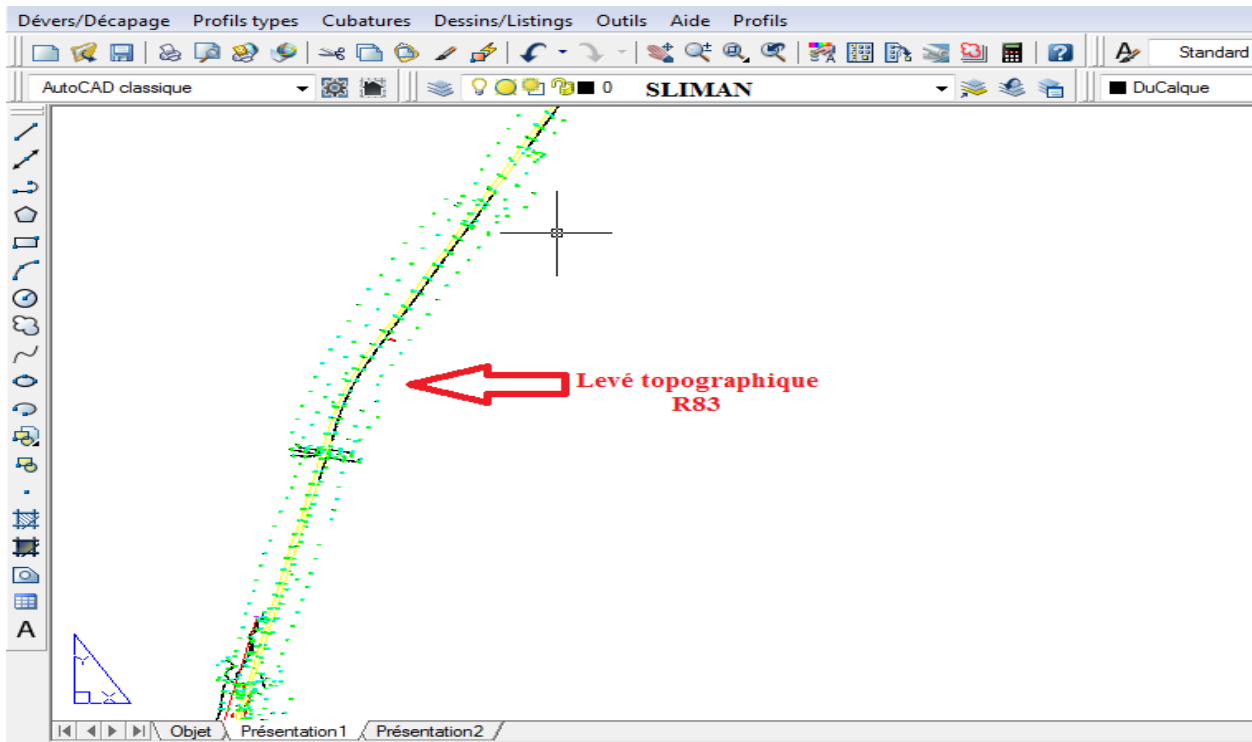 Dévers/Décapage Profils types Cubatures Dessins/Listings Outils Aide Profils
Standard
AutoCAD classique 0 SLIMAN DuCalque
Levé topographique
R83
A
Y
X
Objet Présentation1 Présentation2